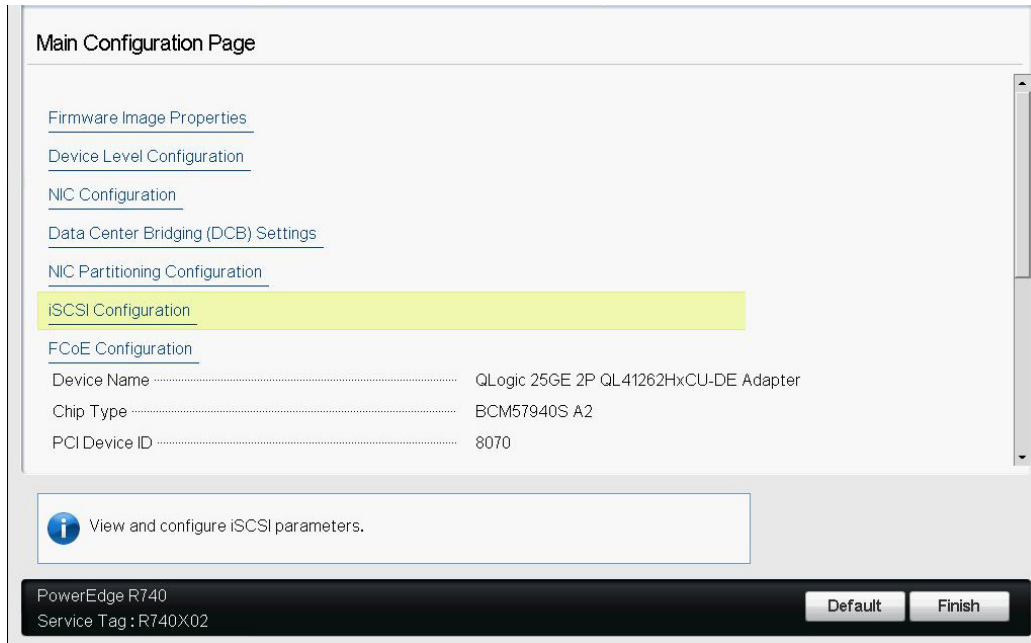 Main Configuration Page
Firmware Image Properties
Device Level Configuration
NIC Configuration
Data Center Bridging (DCB) Settings
NIC Partitioning Configuration
iSCSI Configuration
FCoE Configuration
Device Name QLogic 25GE 2P QL41262HxCU-DE Adapter
Chip Type BCM57940S A2
PCI Device ID 8070
View and configure iSCSI parameters.
PowerEdge R740
Service Tag : R740X02
Default Finish